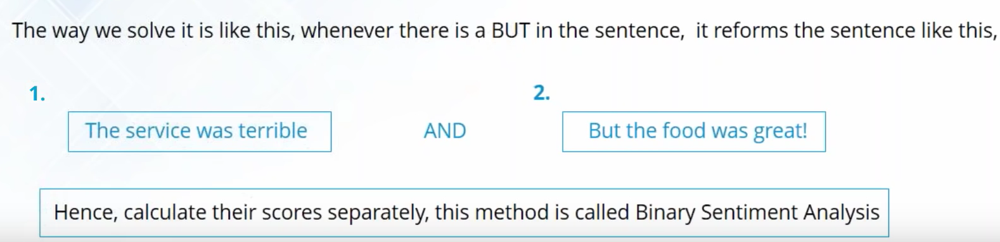 The way we solve it is like this, whenever there is a BUT in the sentence, it reforms the sentence like this,
1.
2.
The service was terrible
AND
But the food was great!
Hence, calculate their scores separately, this method is called Binary Sentiment Analysis